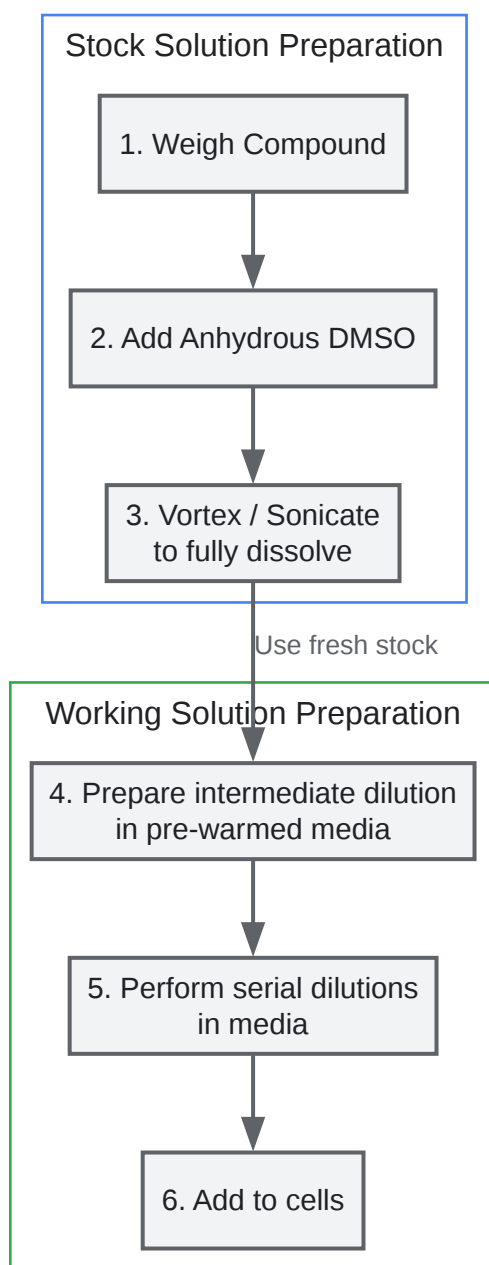 Stock Solution Preparation
1. Weigh Compound
2. Add Anhydrous DMSO
3. Vortex / Sonicate
to fully dissolve
Use fresh stock
Working Solution Preparation
4. Prepare intermediate dilution
in pre-warmed media
5. Perform serial dilutions
in media
6. Add to cells